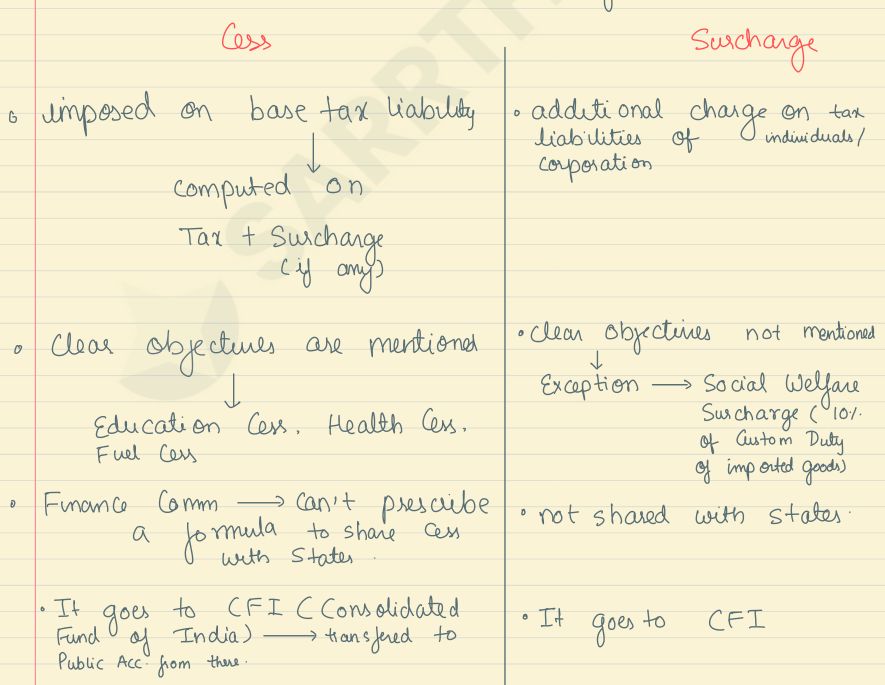 Cess
imposed on base tax liability
↓
Computed on
Tax + Surcharge
(if any)
• Clear objectives are mentioned
↓
Education Cess, Health Cess,
Fuel Cess
• Finance Comm → Can't prescribe
a formula to share Cess
with States.
• It goes to CFI (Consolidated
Fund of India) → transfered to
Public Acc. from there.
Surcharge
• additional charge on tax
liabilities of individuals/
corporation
• clear objectives not mentioned
↓
Exception → Social Welfare
Surcharge (10%
of Custom Duty
of imported goods)
• not shared with states.
• It goes to CFI